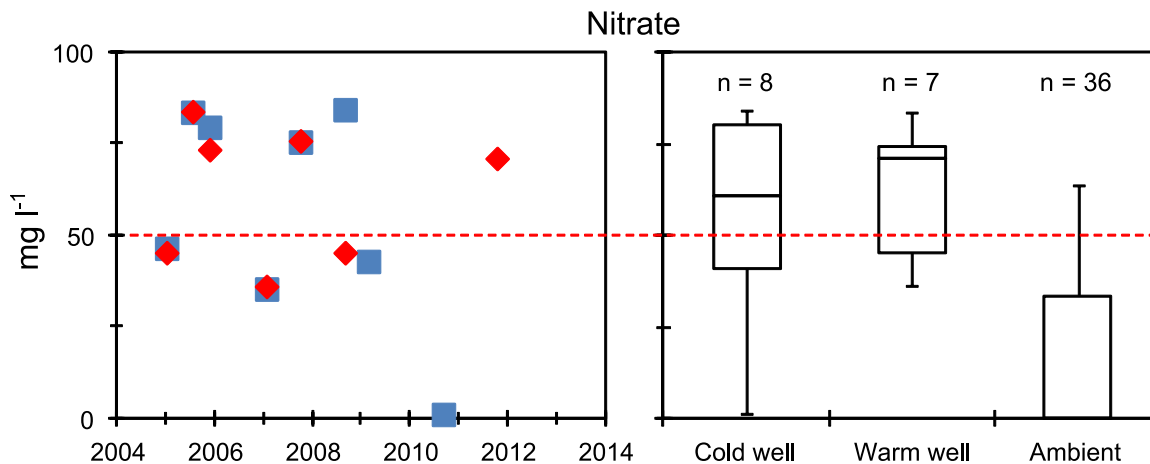 Nitrate
100
50
0
mg l-1
2004 2006 2008 2010 2012 2014
n = 8 n = 7 n = 36
Cold well Warm well Ambient